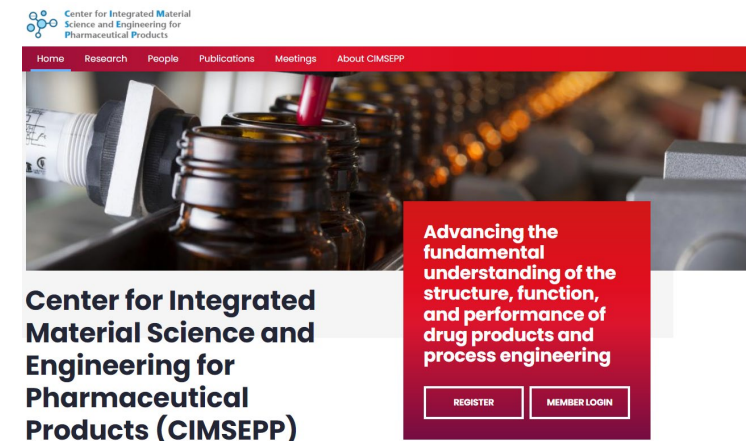 Center for Integrated Material
Science and Engineering for
Pharmaceutical Products
Home Research People Publications Meetings About CIMSEPP
Advancing the
fundamental
understanding of the
structure, function,
and performance of
drug products and
process engineering
REGISTER MEMBER LOGIN
Center for Integrated
Material Science and
Engineering for
Pharmaceutical
Products (CIMSEPP)